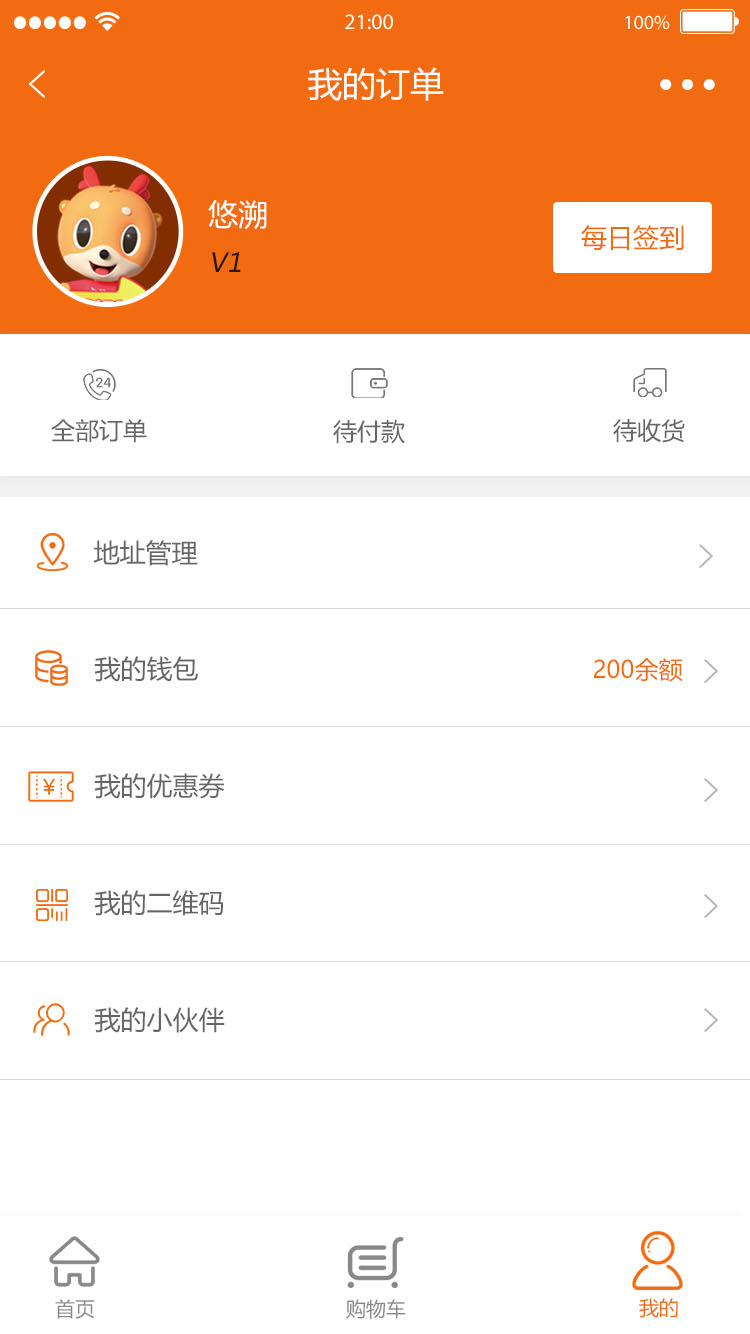 21:00
100%
我的订单
悠溯
V1
每日签到
24
全部订单
待付款
待收货
地址管理
我的钱包
200余额
¥
我的优惠券
我的二维码
我的小伙伴
首页
购物车
我的